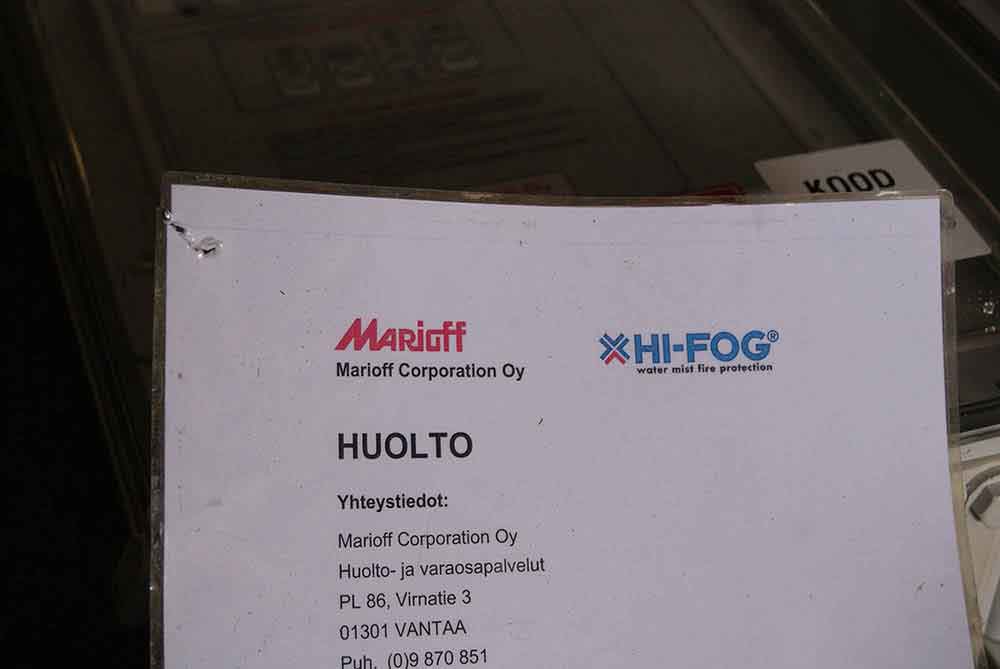 KOOD
Marioff
HI-FOG®
Marioff Corporation Oy
water mist fire protection
HUOLTO
Yhteystiedot:
Marioff Corporation Oy
Huolto- ja varaosapalvelut
PL 86, Virnatie 3
01301 VANTAA
Puh. (0)9 870 851